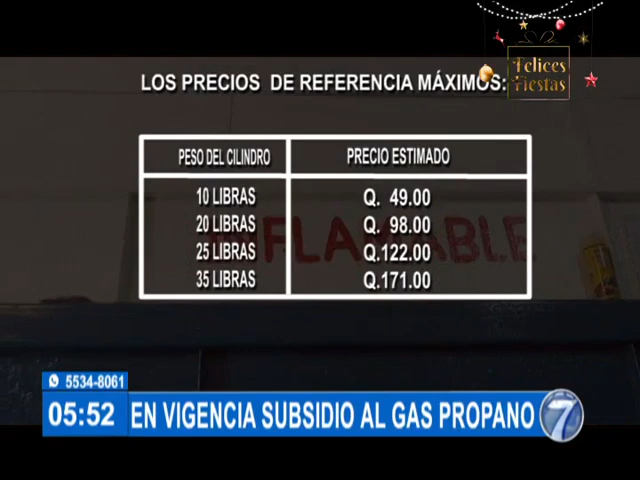 Felices
Fiestas
LOS PRECIOS DE REFERENCIA MÁXIMOS:
PESO DEL CILINDRO PRECIO ESTIMADO
10 LIBRAS Q. 49.00
20 LIBRAS Q. 98.00
25 LIBRAS Q.122.00
35 LIBRAS Q.171.00
INFLAMABLE
5534-8061
05:52 EN VIGENCIA SUBSIDIO AL GAS PROPANO 7